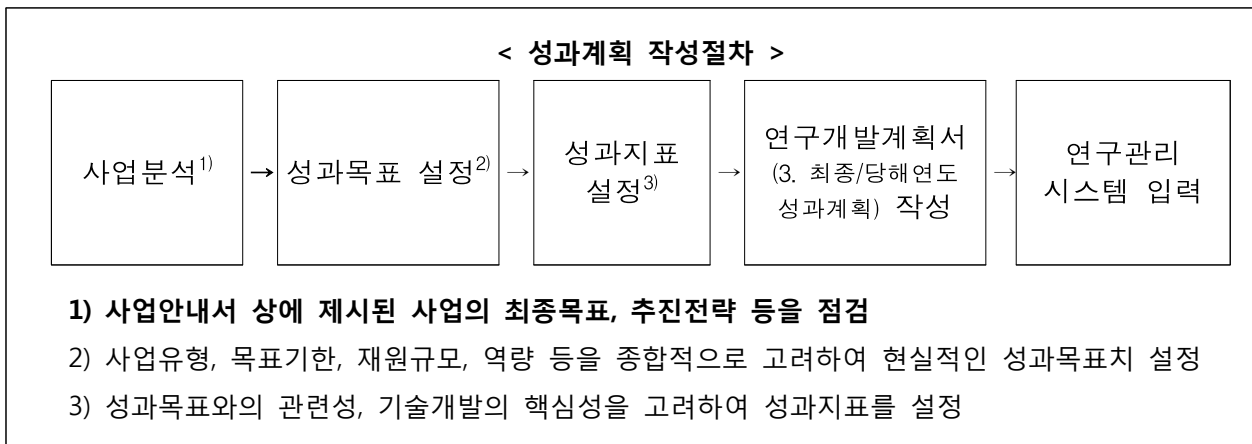 < 성과계획 작성절차 >
사업분석1)
→
성과목표 설정2)
→
성과지표
설정3)
→
연구개발계획서
(3. 최종/당해연도
성과계획) 작성
→
연구관리
시스템 입력
1) 사업안내서 상에 제시된 사업의 최종목표, 추진전략 등을 점검
2) 사업유형, 목표기한, 재원규모, 역량 등을 종합적으로 고려하여 현실적인 성과목표치 설정
3) 성과목표와의 관련성, 기술개발의 핵심성을 고려하여 성과지표를 설정